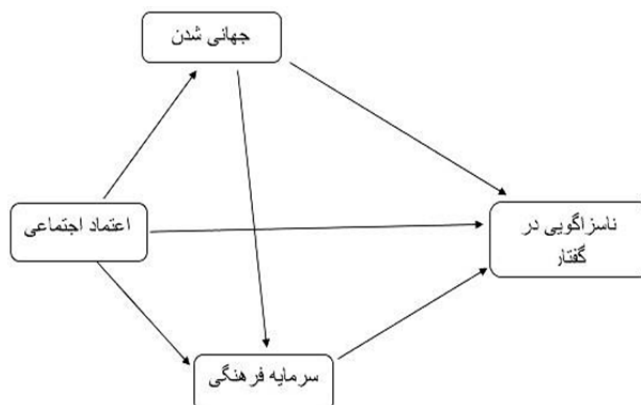 جهانی شدن
اعتماد اجتماعی
ناسزاگویی در
گفتار
سرمایه فرهنگی